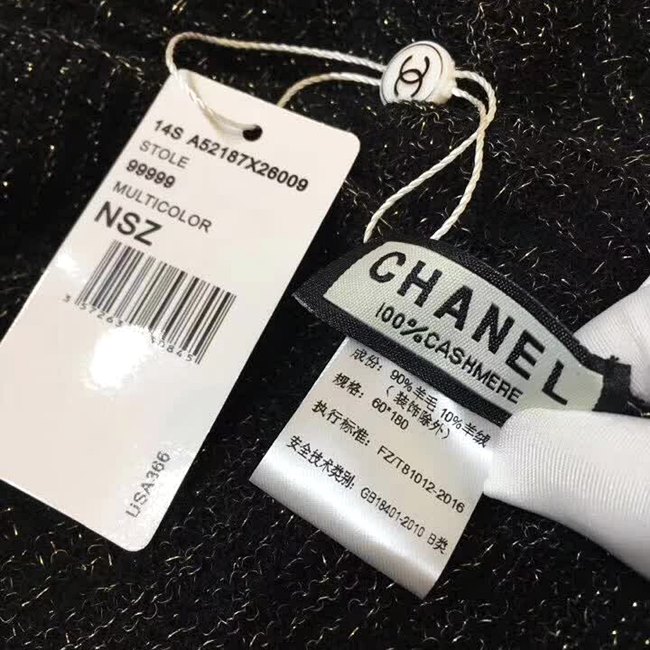 14S A52187X26009
STOLE
99999
MULTICOLOR
NSZ
LiSA366
CHANEL
100%CASHMERE
成份: 90%羊毛 10%羊绒
(装饰除外)
规格: 60*180
执行标准: FZ/T81012-2016
安全技术类别: GB18401-2010 B类